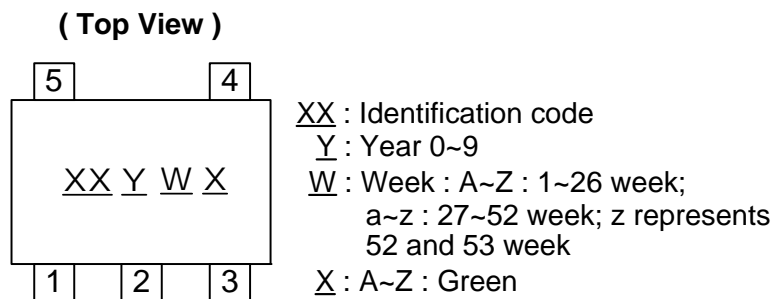 ( Top View )
5 4
XX Y W X
1 2 3
XX : Identification code
Y : Year 0~9
W : Week : A~Z : 1~26 week;
a~z : 27~52 week; z represents
52 and 53 week
X : A~Z : Green